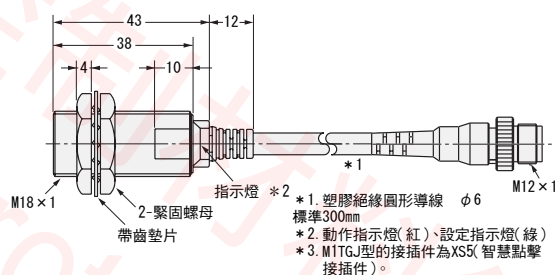 43
12
38
4
10
指示燈 ＊2
＊1
M18×1
2-緊固螺母
帶齒墊片
M12×1
＊1. 塑膠絕緣圓形導線 φ6
標準300mm
＊2. 動作指示燈(紅)、設定指示燈(綠)
＊3. M1TGJ型的接插件為XS5(智慧點擊
接插件)。